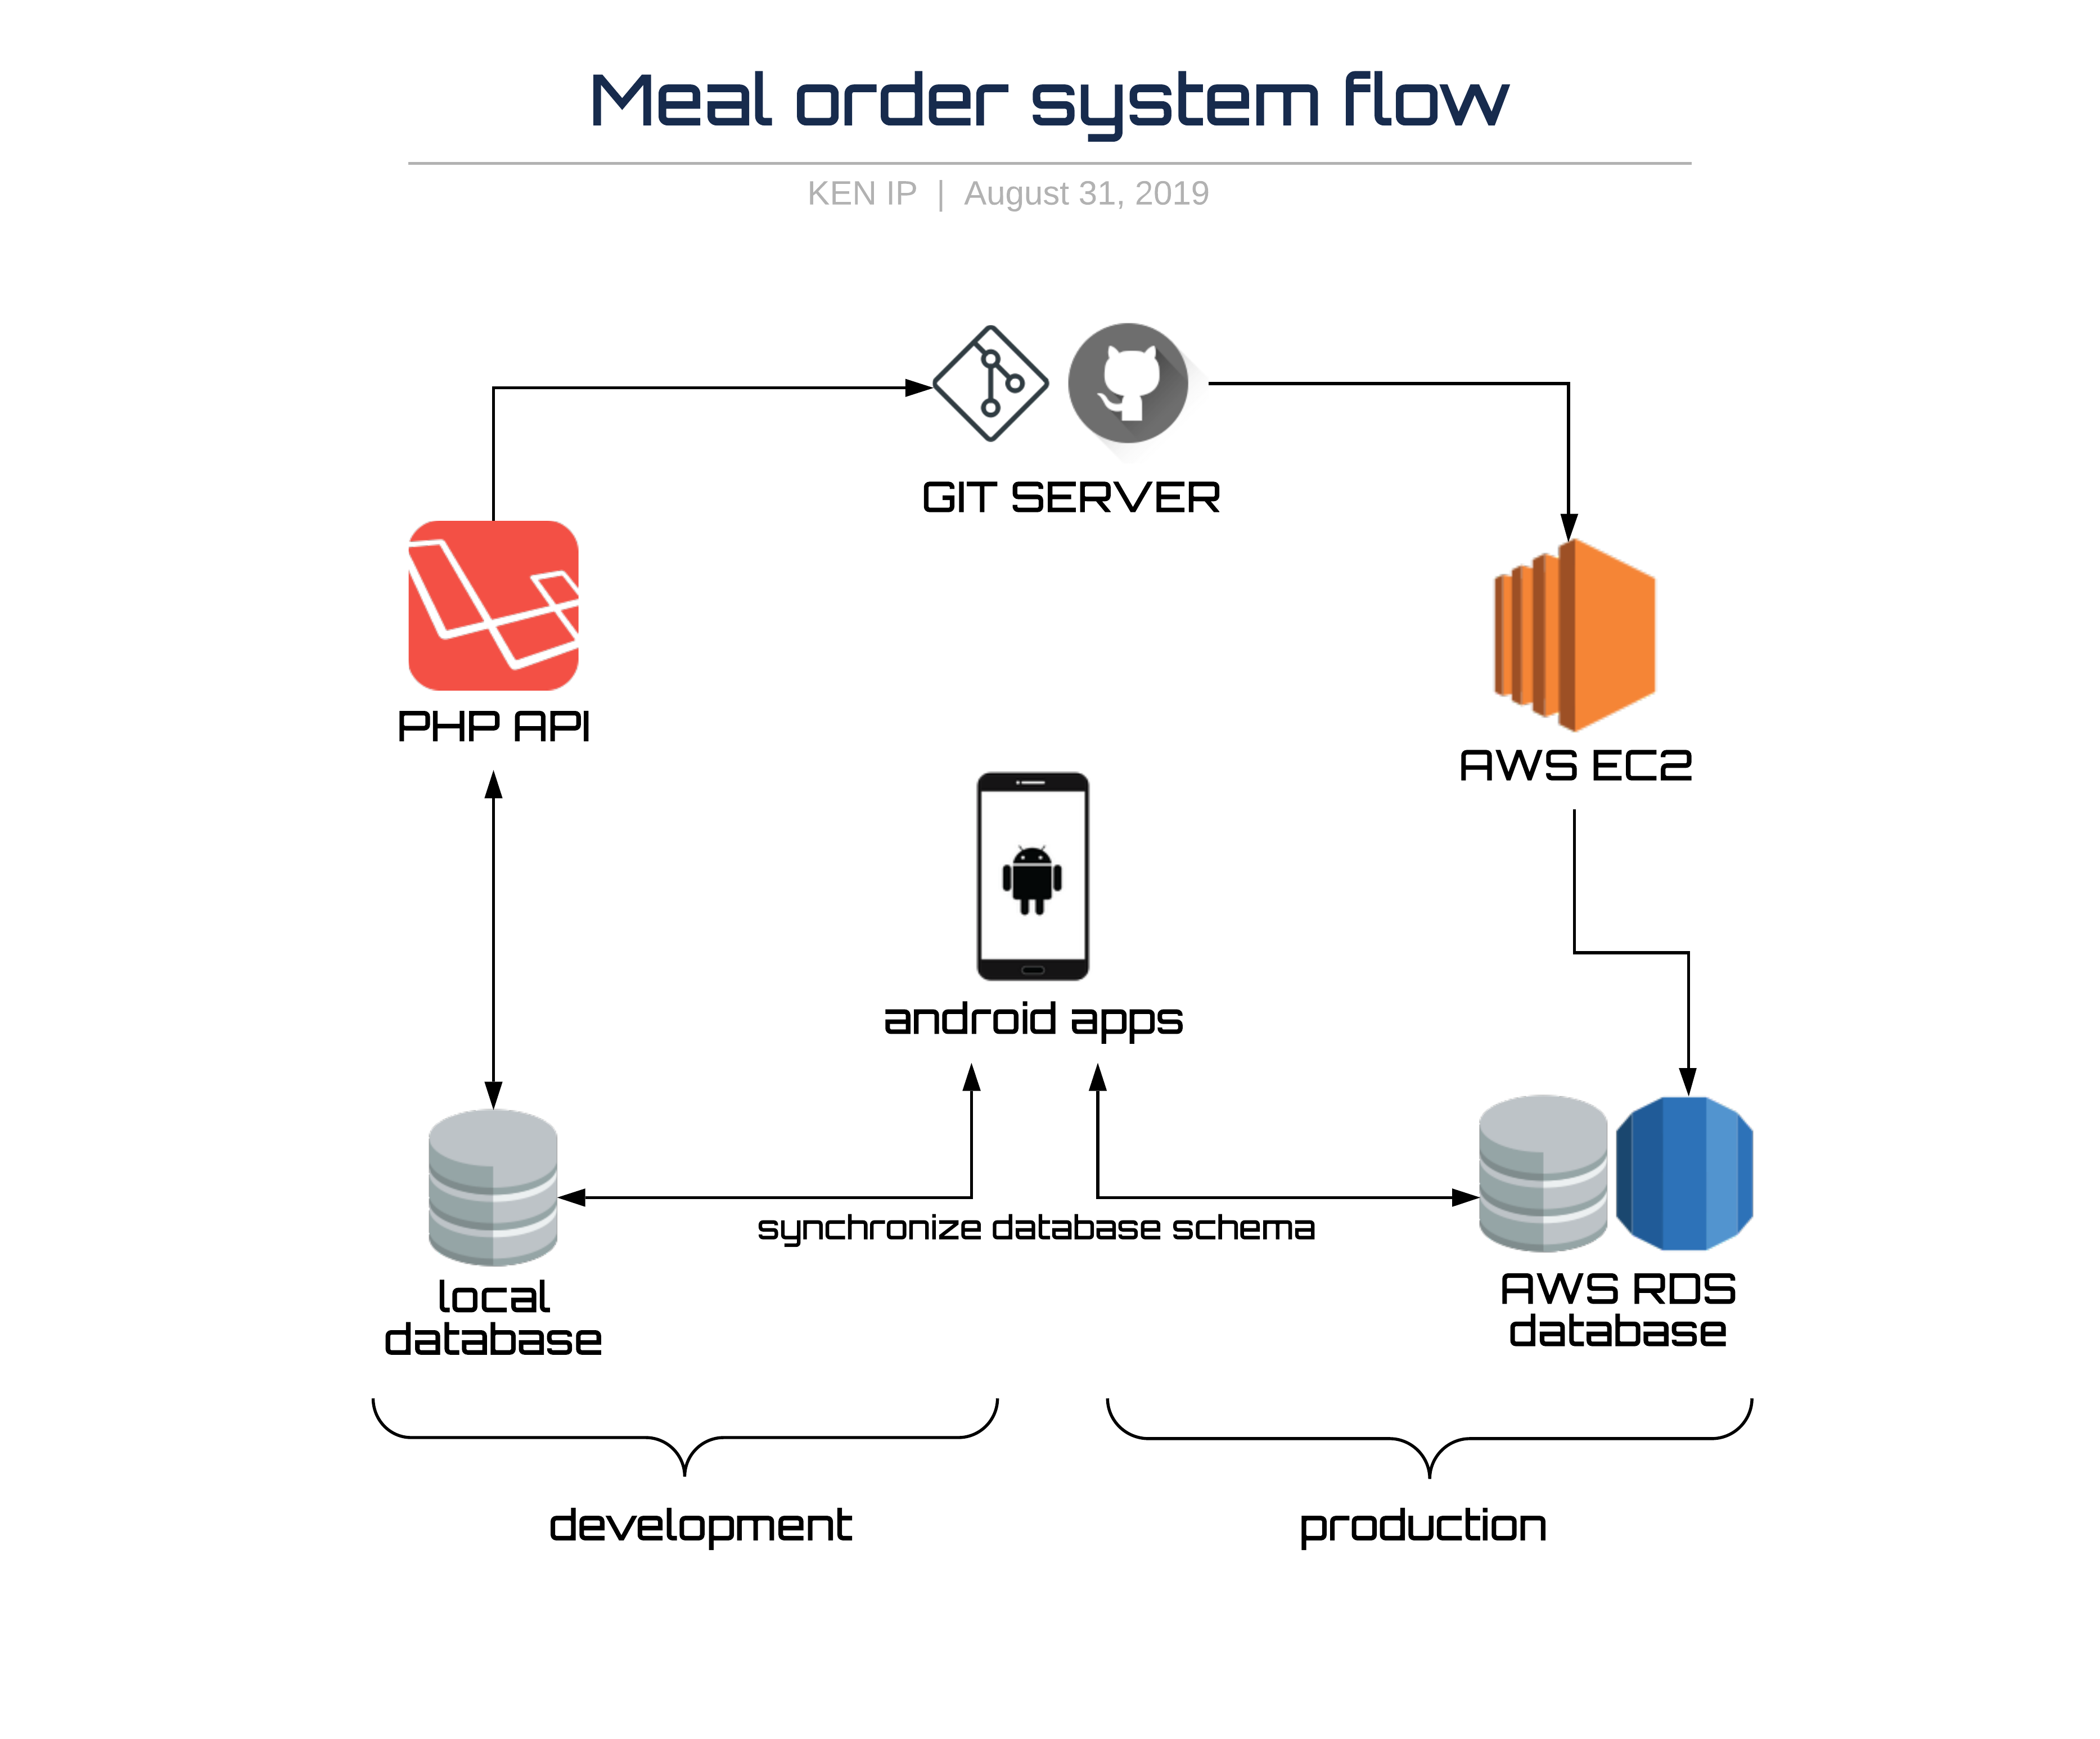 Meal order system flow
KEN IP | August 31, 2019
GIT SERVER
PHP API
AWS EC2
android apps
synchronize database schema
local
database
AWS RDS
database
development
production